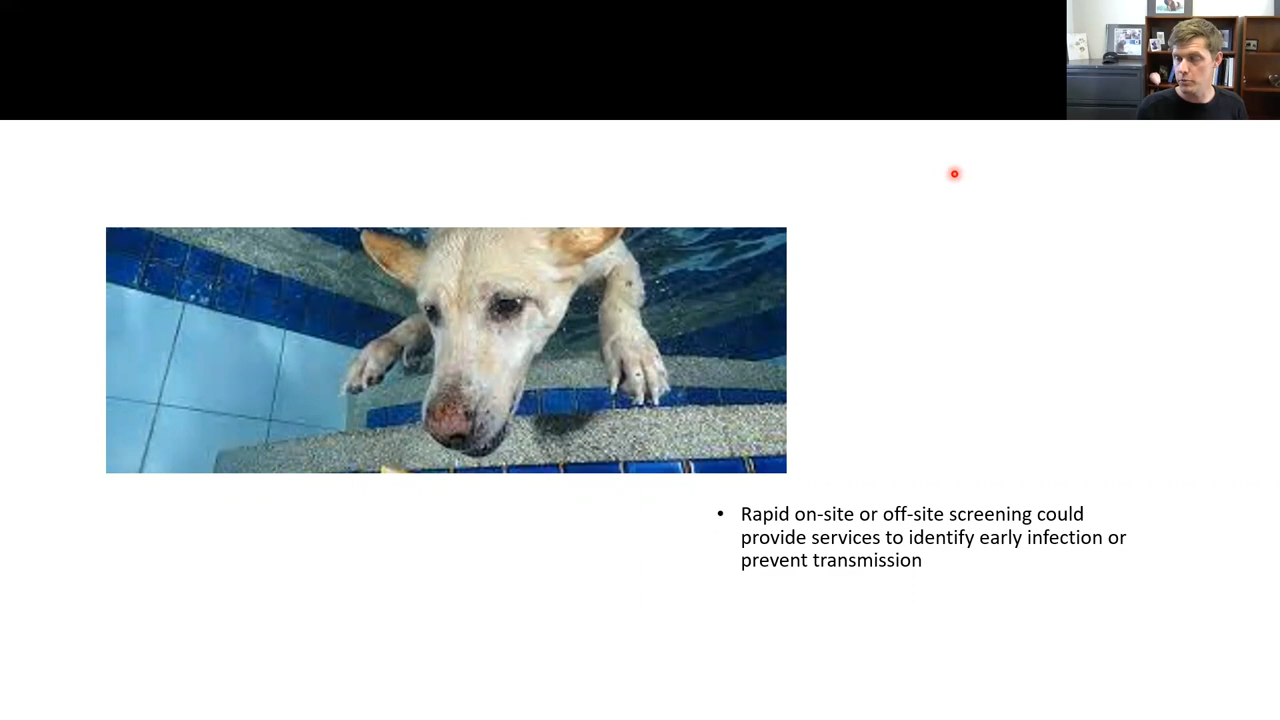 • Rapid on-site or off-site screening could
provide services to identify early infection or
prevent transmission